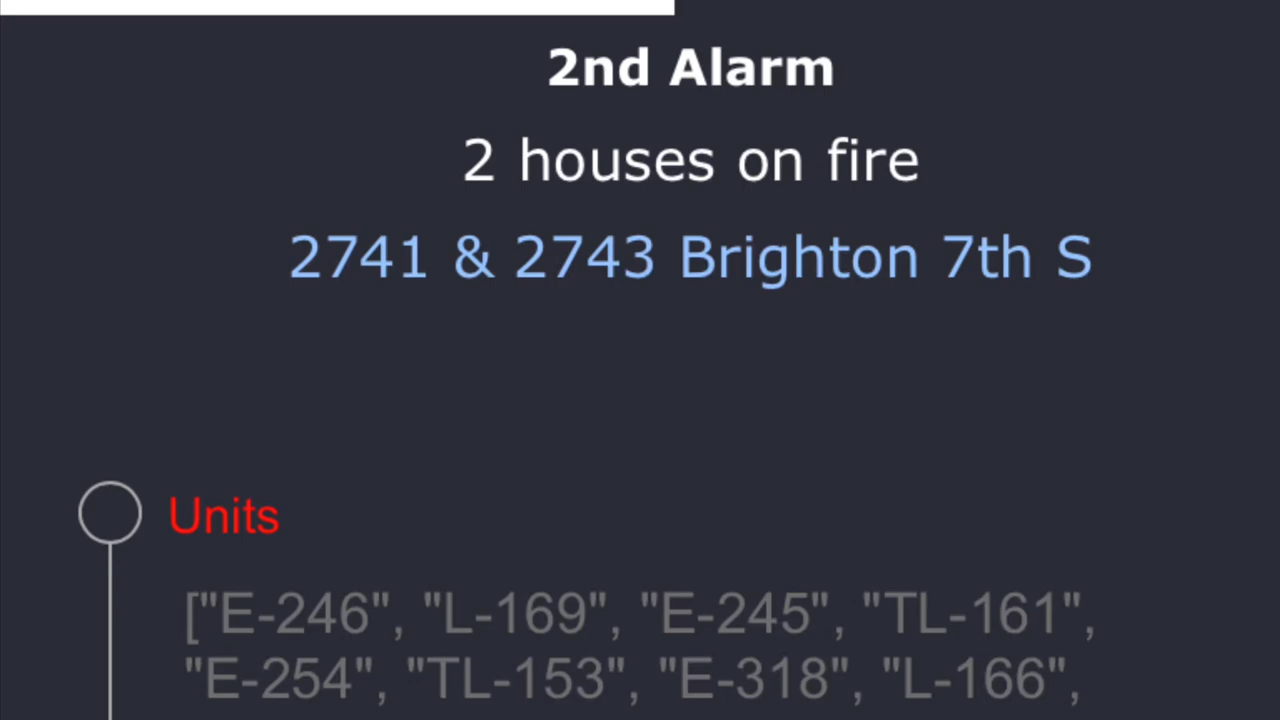 2nd Alarm
2 houses on fire
2741 & 2743 Brighton 7th S
Units
["E-246", "L-169", "E-245", "TL-161",
"E-254", "TL-153", "E-318", "L-166",